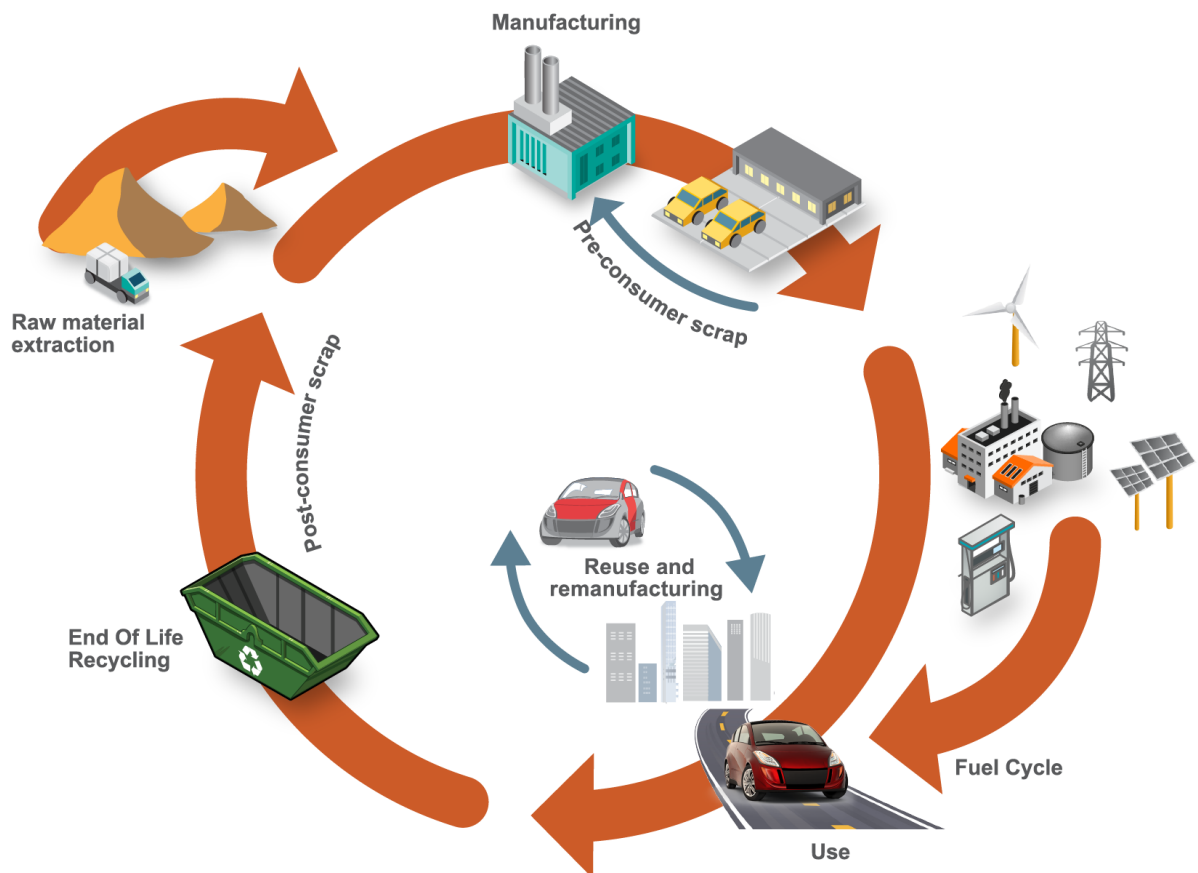 Manufacturing
Raw material
extraction
Pre-consumer scrap
Post-consumer scrap
Reuse and
remanufacturing
End Of Life
Recycling
Fuel Cycle
Use